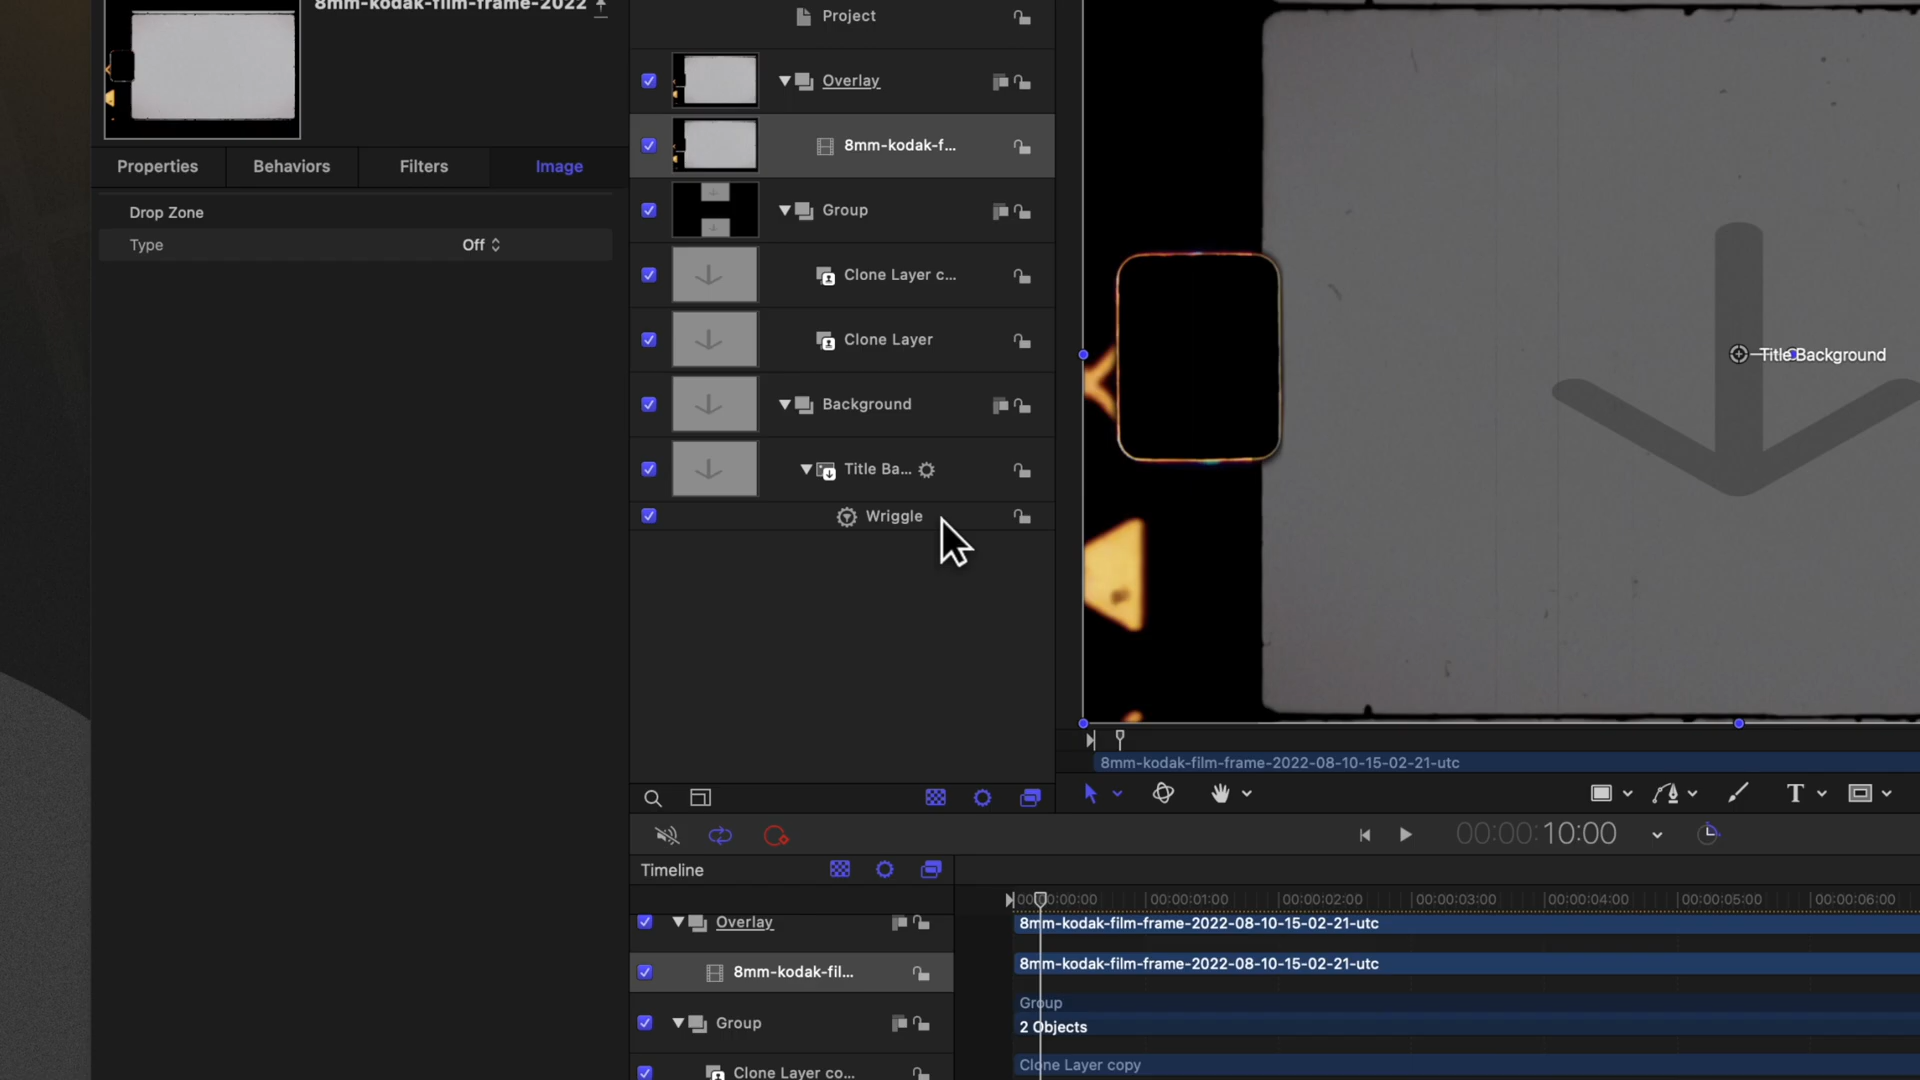 8mm-kodak-film-frame-2022
Properties
Behaviors
Filters
Image
Drop Zone
Type
Off
Project
Overlay
8mm-kodak-f...
Group
Clone Layer c...
Clone Layer
Background
Title Ba...
Wriggle
Title Background
8mm-kodak-film-frame-2022-08-10-15-02-21-utc
T
00:00:10:00
Timeline
00:00:00:00
00:00:01:00
00:00:02:00
00:00:03:00
00:00:04:00
00:00:05:00
00:00:06:00
Overlay
8mm-kodak-film-frame-2022-08-10-15-02-21-utc
8mm-kodak-fil...
8mm-kodak-film-frame-2022-08-10-15-02-21-utc
Group
Group
2 Objects
Clone Layer co...
Clone Layer copy